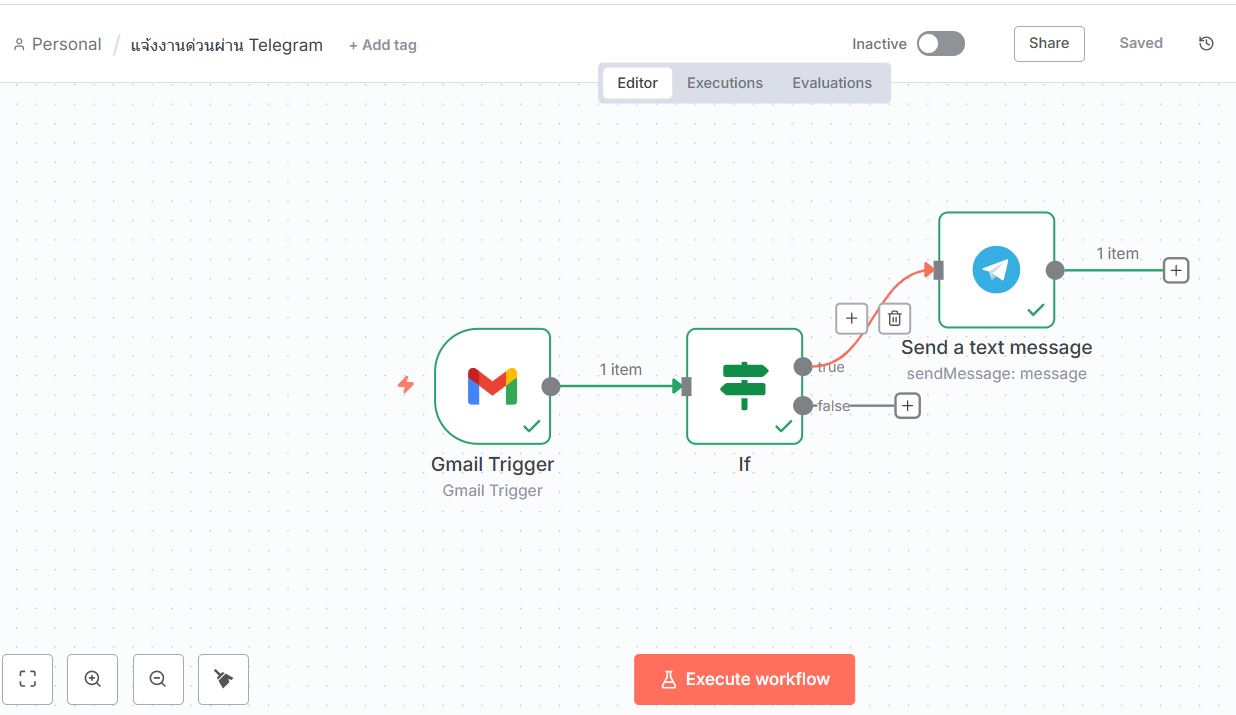 Personal / แจ้งงานด่วนผ่าน Telegram + Add tag Inactive Share Saved
Editor Executions Evaluations
1 item
Send a text message
sendMessage: message
1 item
true
false
Gmail Trigger
Gmail Trigger
If
Execute workflow